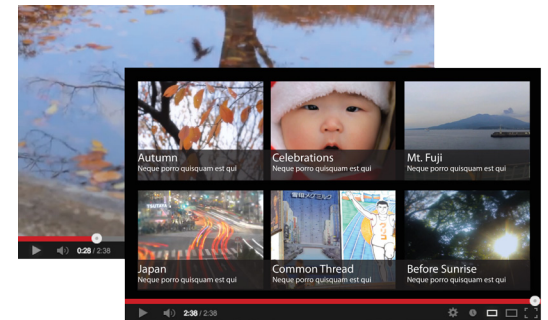 0:28 / 2:38
Autumn
Neque porro quisquam est qui
Celebrations
Neque porro quisquam est qui
Mt. Fuji
Neque porro quisquam est qui
TSUTAYA
Japan
Neque porro quisquam est qui
Common Thread
Neque porro quisquam est qui
Before Sunrise
Neque porro quisquam est qui
2:38 / 2:38